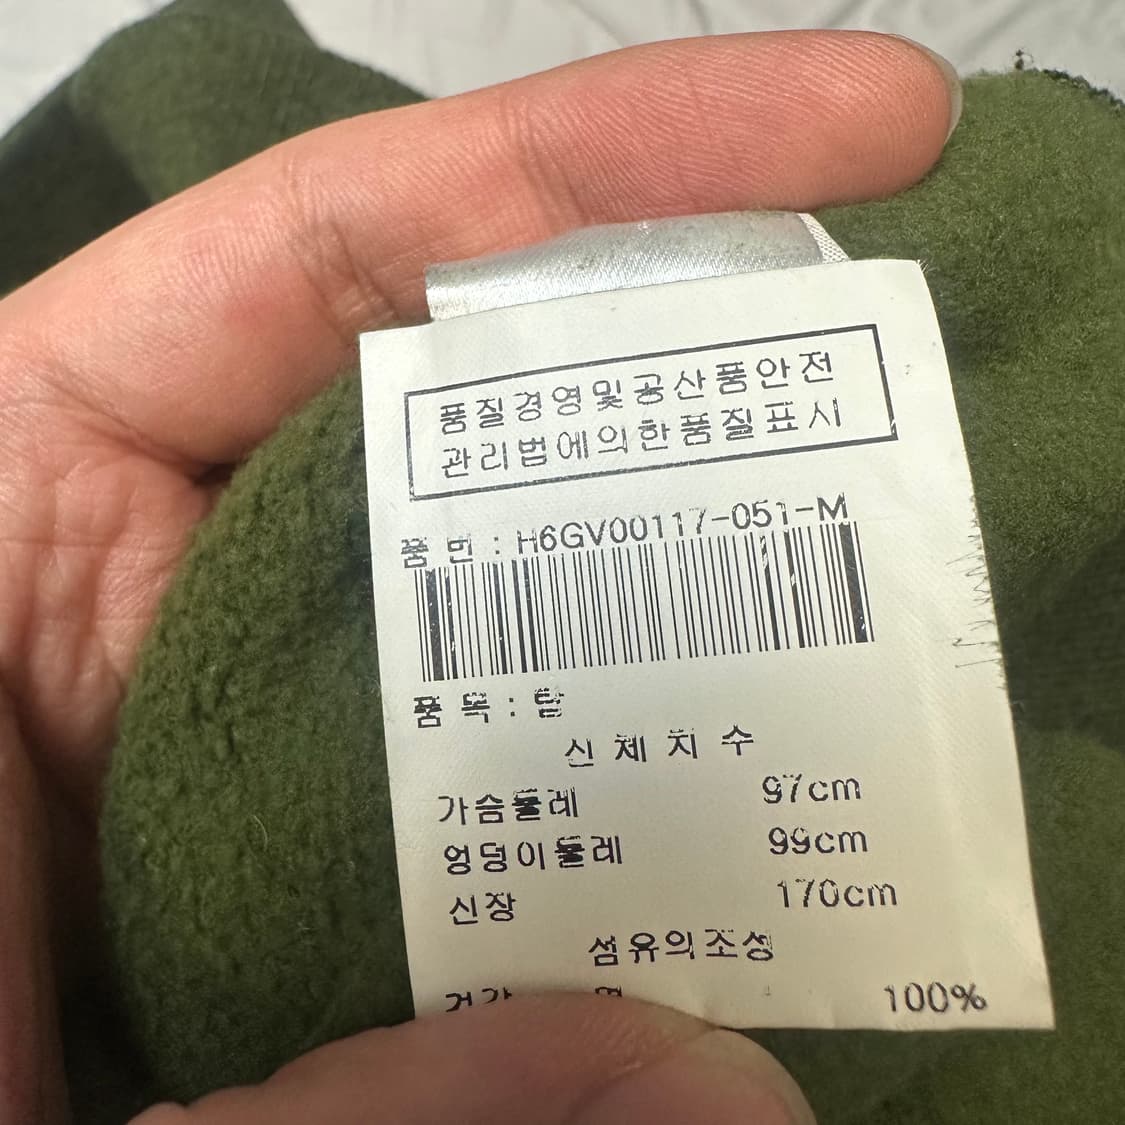 품질경영및공산품안전
관리법에의한품질표시
품 번 : H6GV00117-051-M
품 목 : 탑
신 체 치 수
가슴둘레 97cm
엉덩이둘레 99cm
신장 170cm
섬유의조성
100%